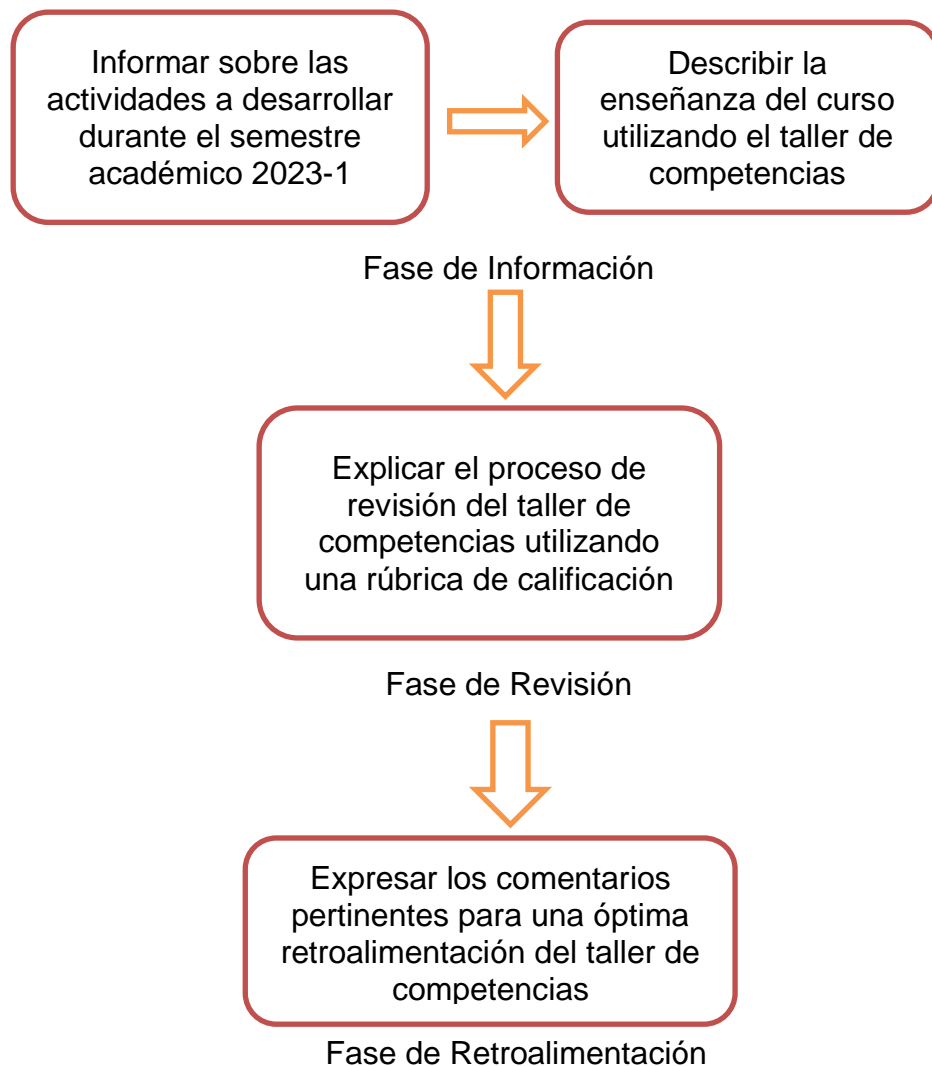 Informar sobre las
actividades a desarrollar
durante el semestre
académico 2023-1
Describir la
enseñanza del curso
utilizando el taller de
competencias
Fase de Información
Explicar el proceso de
revisión del taller de
competencias utilizando
una rúbrica de calificación
Fase de Revisión
Expresar los comentarios
pertinentes para una óptima
retroalimentación del taller de
competencias
Fase de Retroalimentación